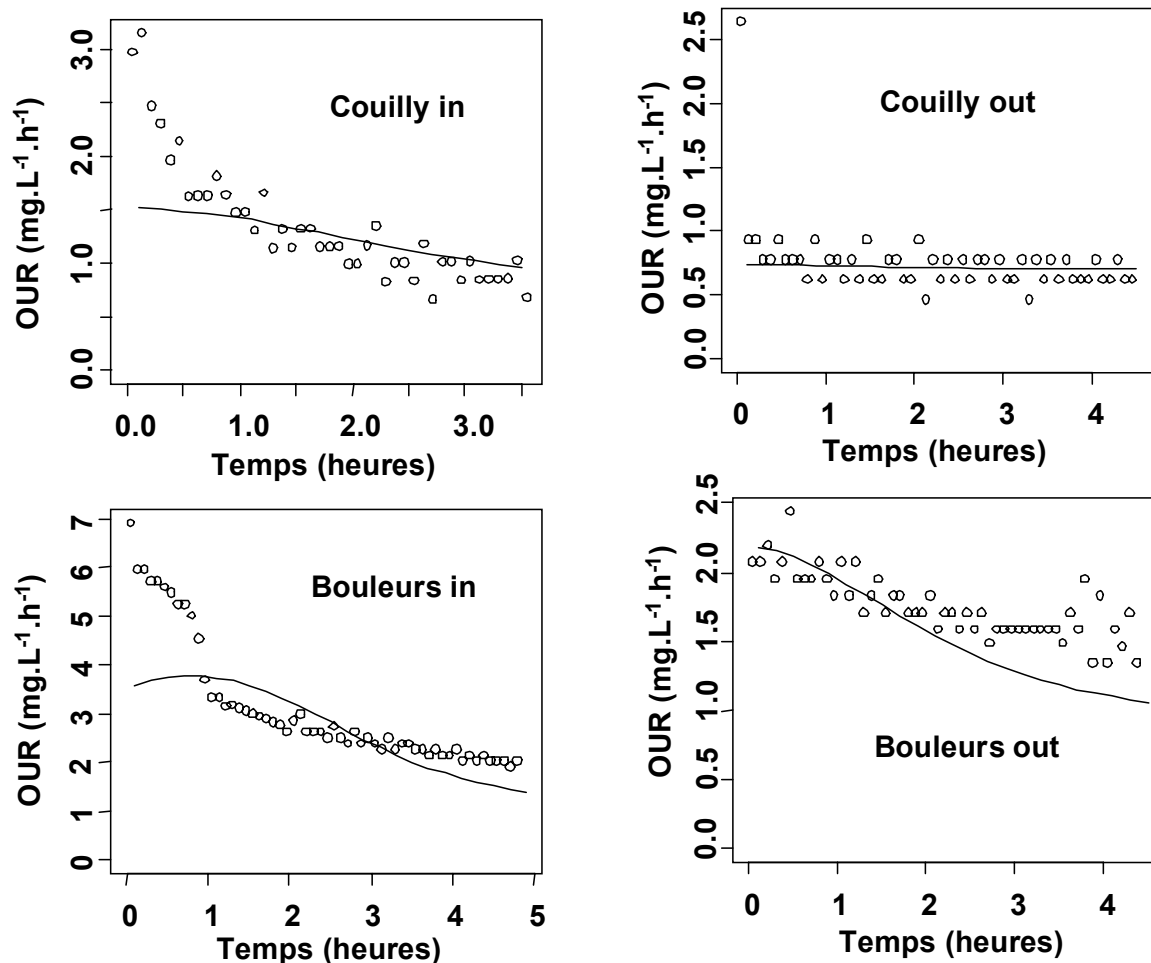 OUR (mg.L-1.h-1)
3.0
2.0
1.0
0.0
Couilly in
0.0 1.0 2.0 3.0
Temps (heures)
OUR (mg.L-1.h-1)
2.5
2.0
1.5
1.0
0.5
0.0
Couilly out
0 1 2 3 4
Temps (heures)
OUR (mg.L-1.h-1)
7
6
5
4
3
2
1
0
Bouleurs in
0 1 2 3 4 5
Temps (heures)
OUR (mg.L-1.h-1)
2.5
2.0
1.5
1.0
0.5
0.0
Bouleurs out
0 1 2 3 4
Temps (heures)